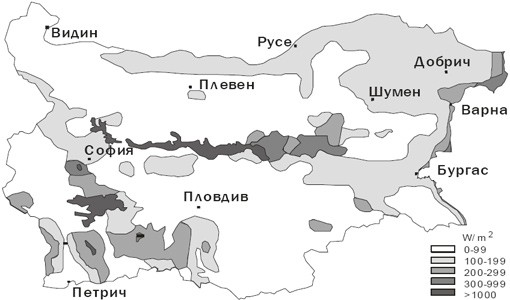 Видин
Русе
Добрич
Плевен
Шумен
Варна
София
Бургас
Пловдив
Петрич
W/m²
0-99
100-199
200-299
300-999
>1000